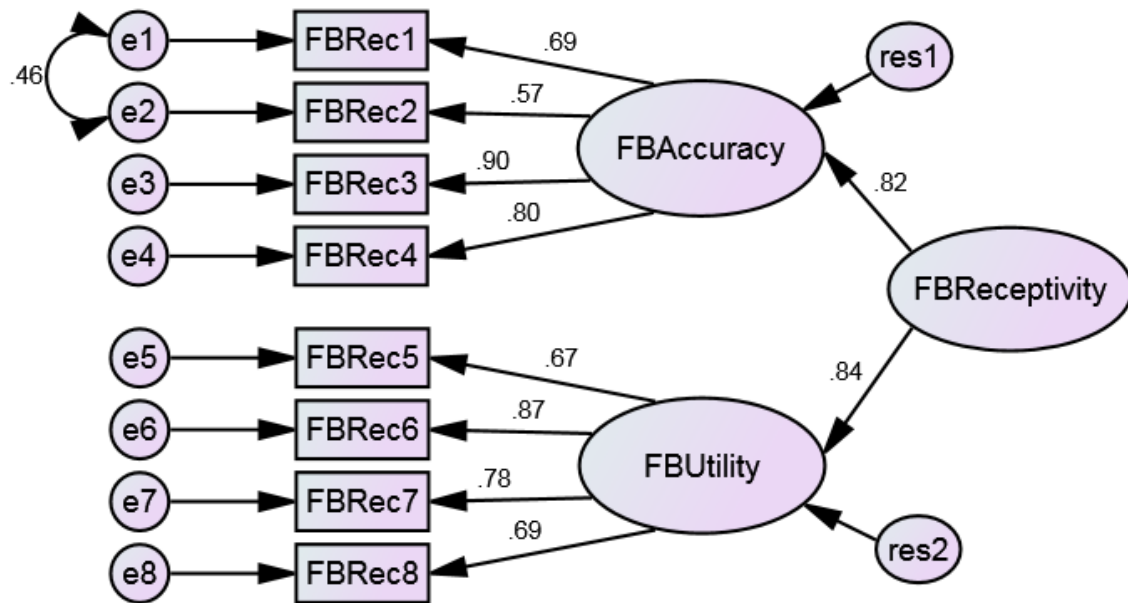 e1
FBRec1
.69
res1
.46
e2
FBRec2
.57
FBAccuracy
e3
FBRec3
.90
.82
e4
FBRec4
.80
FBReceptivity
e5
FBRec5
.67
.84
e6
FBRec6
.87
FBUtility
e7
FBRec7
.78
e8
FBRec8
.69
res2